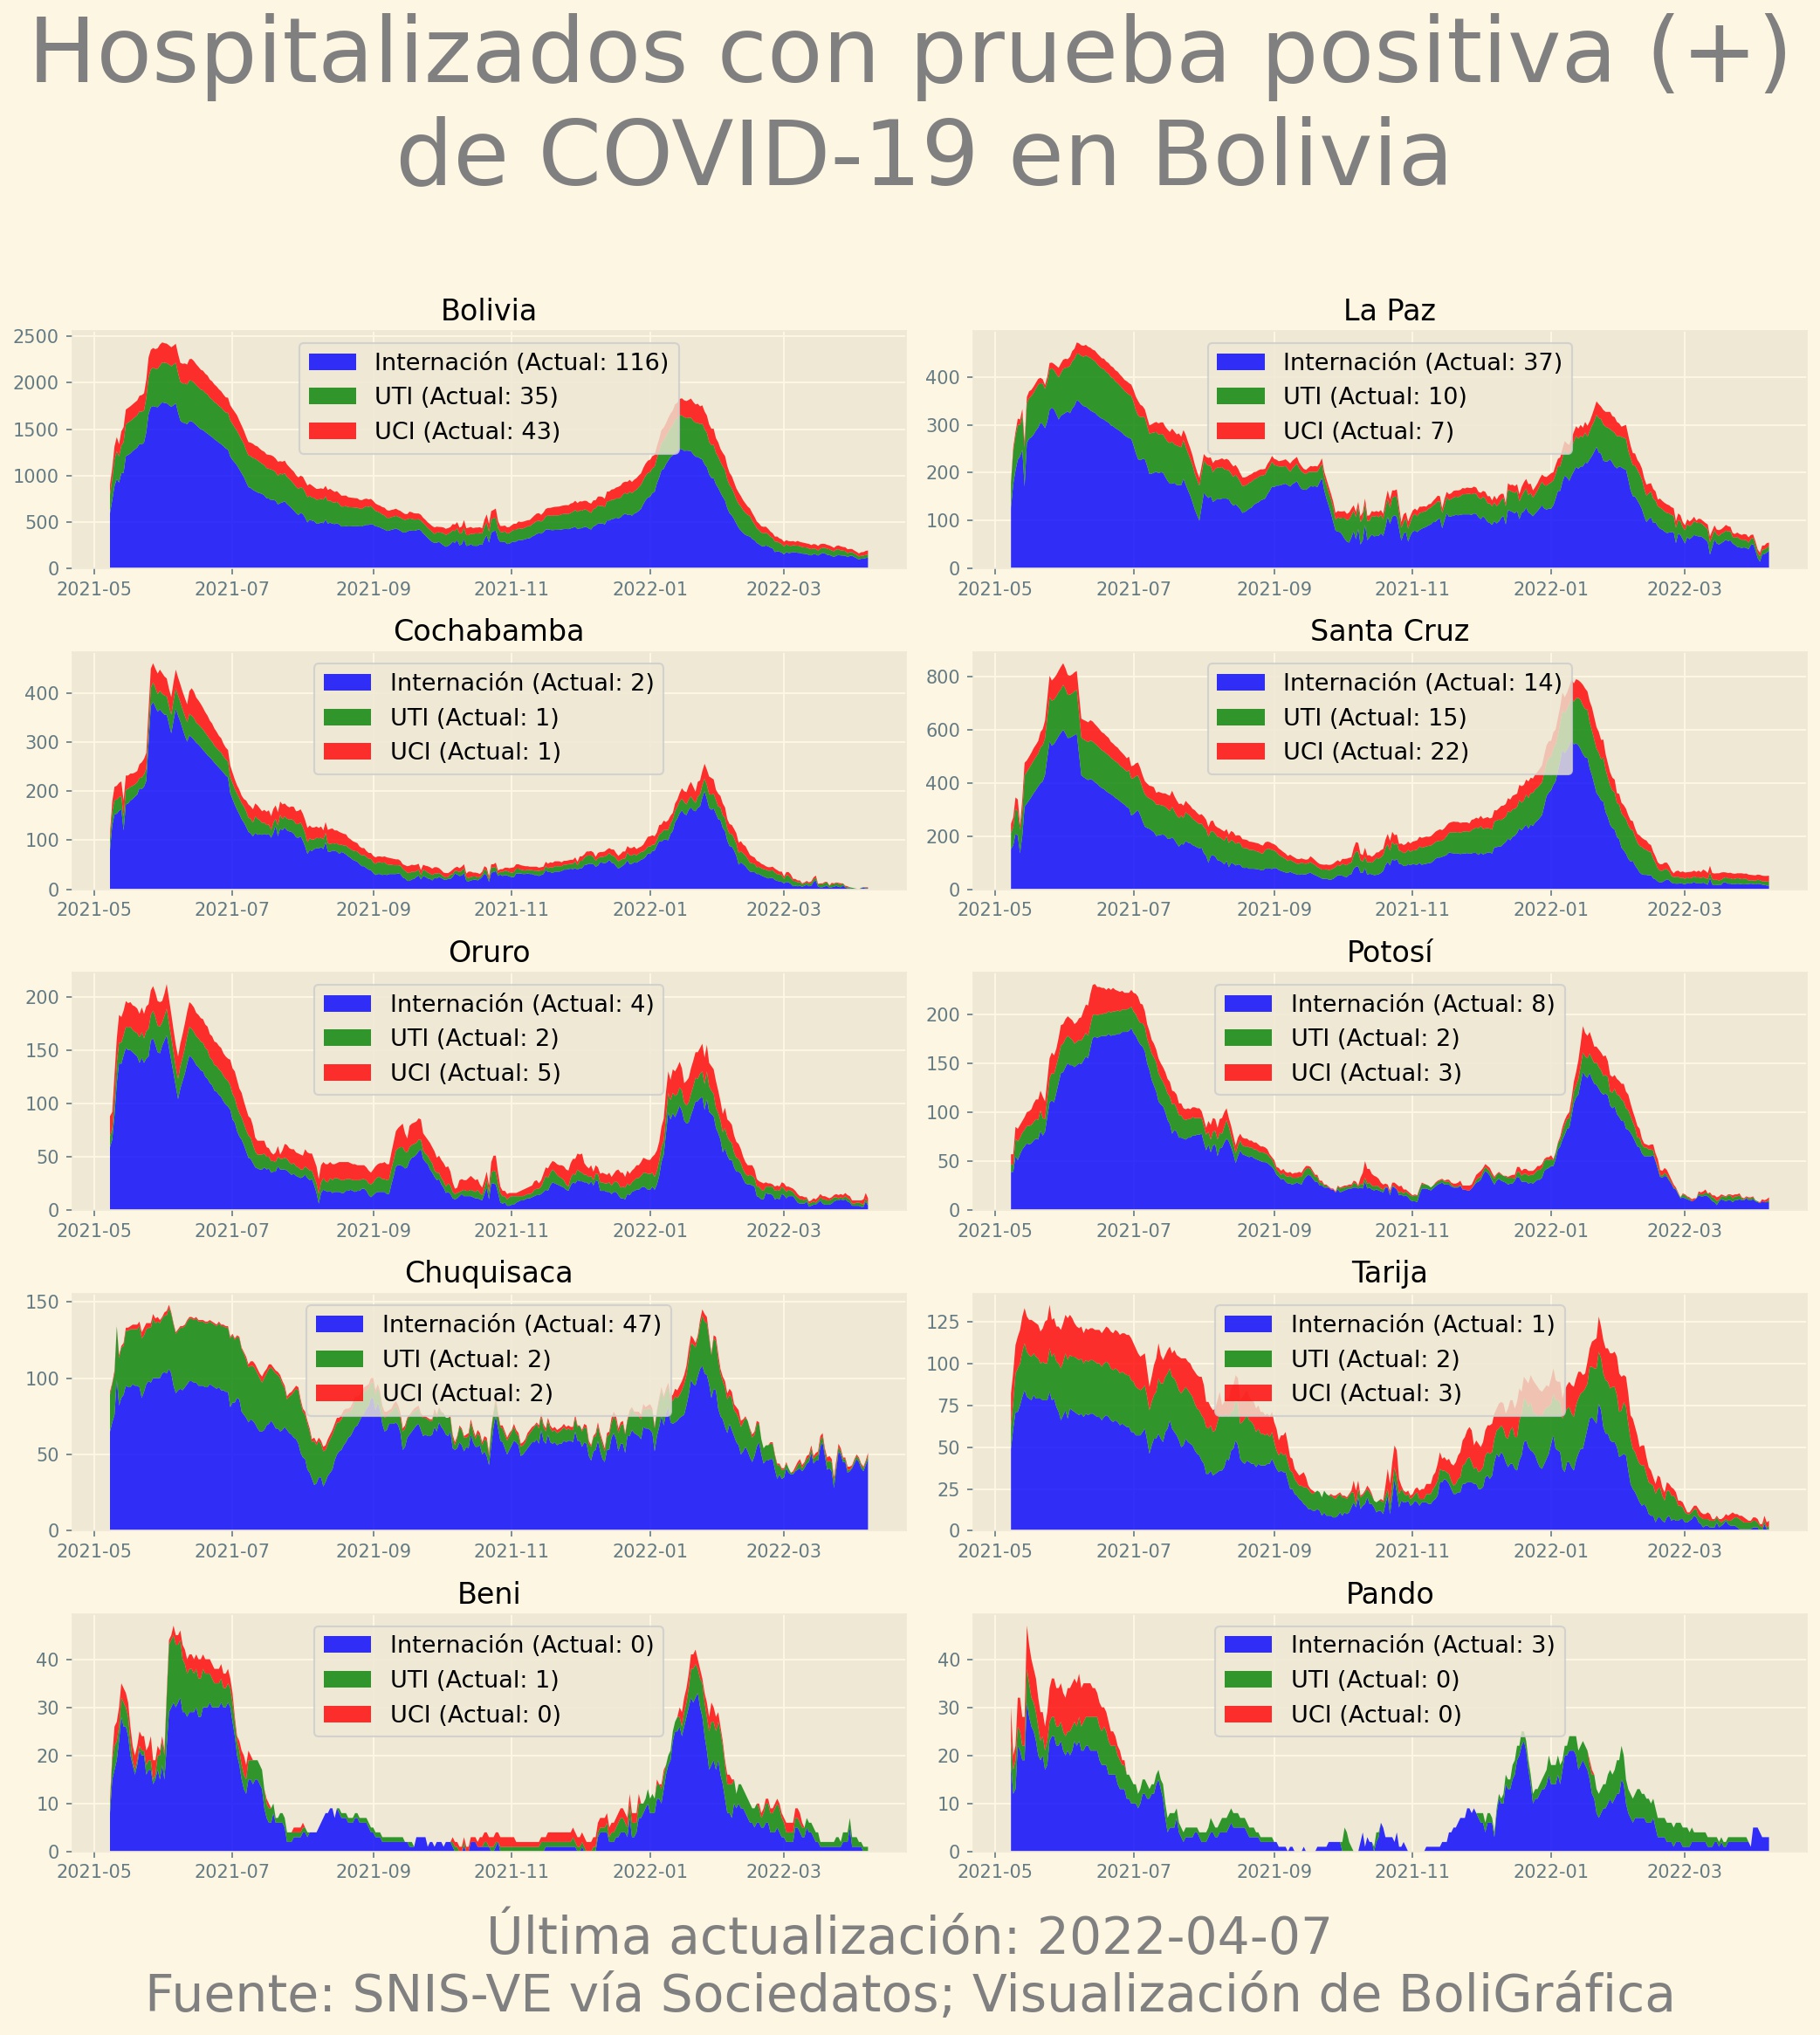 Hospitalizados con prueba positiva (+)
de COVID-19 en Bolivia
Bolivia
2500
2000
1500
1000
500
0
Internación (Actual: 116)
UTI (Actual: 35)
UCI (Actual: 43)
2021-05 2021-07 2021-09 2021-11 2022-01 2022-03
La Paz
400
300
200
100
0
Internación (Actual: 37)
UTI (Actual: 10)
UCI (Actual: 7)
2021-05 2021-07 2021-09 2021-11 2022-01 2022-03
Cochabamba
400
300
200
100
0
Internación (Actual: 2)
UTI (Actual: 1)
UCI (Actual: 1)
2021-05 2021-07 2021-09 2021-11 2022-01 2022-03
Santa Cruz
800
600
400
200
0
Internación (Actual: 14)
UTI (Actual: 15)
UCI (Actual: 22)
2021-05 2021-07 2021-09 2021-11 2022-01 2022-03
Oruro
200
150
100
50
0
Internación (Actual: 4)
UTI (Actual: 2)
UCI (Actual: 5)
2021-05 2021-07 2021-09 2021-11 2022-01 2022-03
Potosí
200
150
100
50
0
Internación (Actual: 8)
UTI (Actual: 2)
UCI (Actual: 3)
2021-05 2021-07 2021-09 2021-11 2022-01 2022-03
Chuquisaca
150
100
50
0
Internación (Actual: 47)
UTI (Actual: 2)
UCI (Actual: 2)
2021-05 2021-07 2021-09 2021-11 2022-01 2022-03
Tarija
125
100
75
50
25
0
Internación (Actual: 1)
UTI (Actual: 2)
UCI (Actual: 3)
2021-05 2021-07 2021-09 2021-11 2022-01 2022-03
Beni
40
30
20
10
0
Internación (Actual: 0)
UTI (Actual: 1)
UCI (Actual: 0)
2021-05 2021-07 2021-09 2021-11 2022-01 2022-03
Pando
40
30
20
10
0
Internación (Actual: 3)
UTI (Actual: 0)
UCI (Actual: 0)
2021-05 2021-07 2021-09 2021-11 2022-01 2022-03
Última actualización: 2022-04-07
Fuente: SNIS-VE vía Sociedatos; Visualización de BoliGráfica